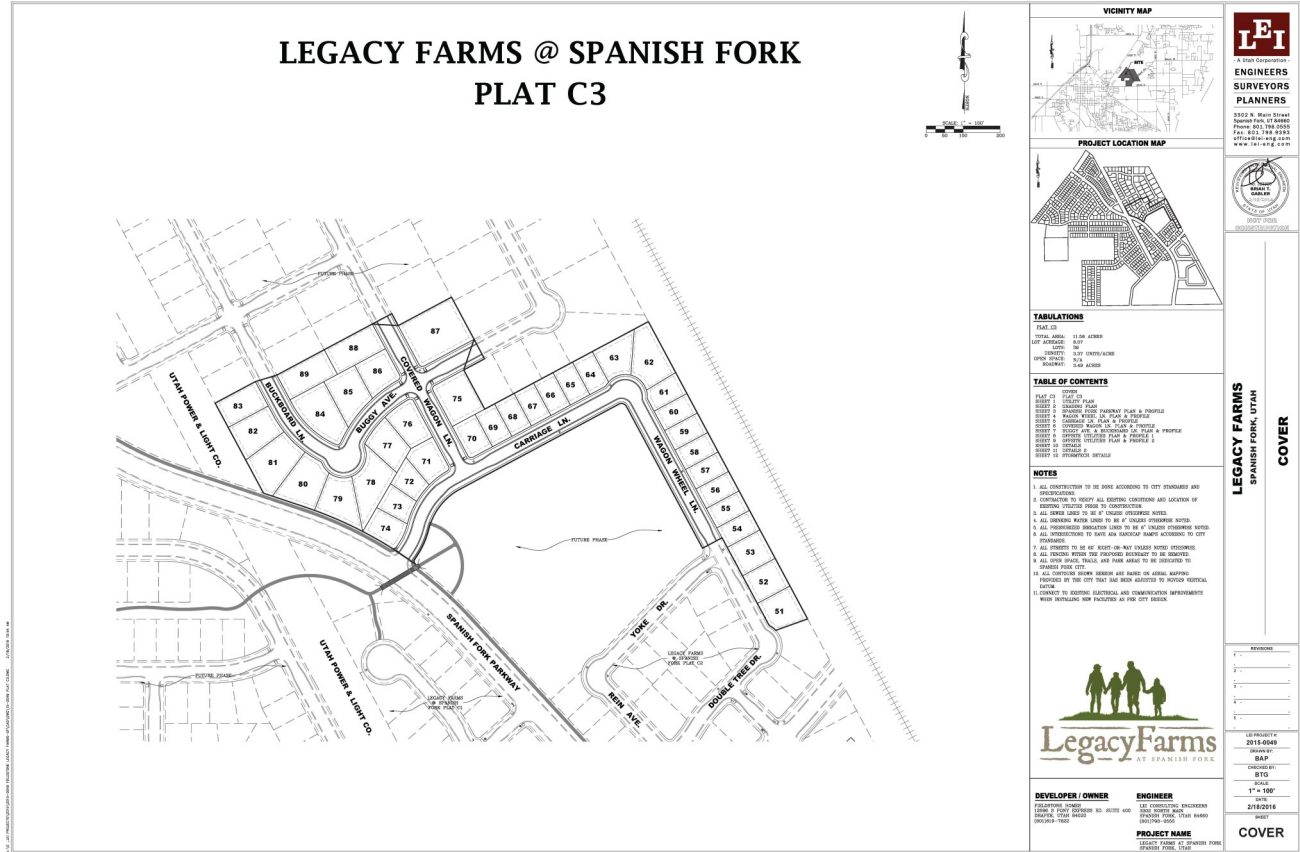 LEGACY FARMS @ SPANISH FORK
PLAT C3
NORTH
SCALE: 1" = 100'
0 50 100 200
FUTURE PHASE
87
88
89
86
85
84
83
82
81
80
79
78
77
76
75
74
73
72
71
70
69
68
67
66
65
64
63
62
61
60
59
58
57
56
55
54
53
52
51
BUCKBOARD LN.
BUGGY AVE.
COVERED WAGON LN.
CARRIAGE LN.
WAGON WHEEL LN.
UTAH POWER & LIGHT CO.
FUTURE PHASE
SPANISH FORK PARKWAY
UTAH POWER & LIGHT CO.
FUTURE PHASE
LEGACY FARMS
@ SPANISH
FORK PLAT C1
YOKE DR.
LEGACY FARMS
@ SPANISH
FORK PLAT C2
REIN AVE.
DOUBLE TREE DR.
VICINITY MAP
SITE
PROJECT LOCATION MAP
TABULATIONS
PLAT C3
TOTAL AREA: 11.56 ACRES
LOT ACREAGE: 8.07
LOTS: 39
DENSITY: 3.37 UNITS/ACRE
OPEN SPACE: N/A
ROADWAY: 3.49 ACRES
TABLE OF CONTENTS
COVER
PLAT C3 PLAT C3
SHEET 1 UTILITY PLAN
SHEET 2 GRADING PLAN
SHEET 3 SPANISH FORK PARKWAY PLAN & PROFILE
SHEET 4 WAGON WHEEL LN. PLAN & PROFILE
SHEET 5 CARRIAGE LN. PLAN & PROFILE
SHEET 6 COVERED WAGON LN. PLAN & PROFILE
SHEET 7 BUGGY AVE. & BUCKBOARD LN. PLAN & PROFILE
SHEET 8 OFFSITE UTILITIES PLAN & PROFILE 1
SHEET 9 OFFSITE UTILITIES PLAN & PROFILE 2
SHEET 10 DETAILS
SHEET 11 DETAILS 2
SHEET 12 STORMTECH DETAILS
NOTES
1. ALL CONSTRUCTION TO BE DONE ACCORDING TO CITY STANDARDS AND
SPECIFICATIONS.
2. CONTRACTOR TO VERIFY ALL EXISTING CONDITIONS AND LOCATION OF
EXISTING UTILITIES PRIOR TO CONSTRUCTION.
3. ALL SEWER LINES TO BE 8" UNLESS OTHERWISE NOTED.
4. ALL DRINKING WATER LINES TO BE 8" UNLESS OTHERWISE NOTED.
5. ALL PRESSURIZED IRRIGATION LINES TO BE 6" UNLESS OTHERWISE NOTED.
6. ALL INTERSECTIONS TO HAVE ADA HANDICAP RAMPS ACCORDING TO CITY
STANDARDS.
7. ALL STREETS TO BE 60' RIGHT-OR-WAY UNLESS NOTED OTHERWISE.
8. ALL FENCING WITHIN THE PROPOSED BOUNDARY TO BE REMOVED.
9. ALL OPEN SPACE, TRAILS, AND PARK AREAS TO BE DEDICATED TO
SPANISH FORK CITY.
10. ALL CONTOURS SHOWN HEREON ARE BASED ON AERIAL MAPPING
PROVIDED BY THE CITY THAT HAS BEEN ADJUSTED TO NGVD29 VERTICAL
DATUM.
11. CONNECT TO EXISTING ELECTRICAL AND COMMUNICATION IMPROVEMENTS
WHEN INSTALLING NEW FACILITIES AS PER CITY DESIGN.
LegacyFarms
AT SPANISH FORK
DEVELOPER / OWNER
FIELDSTONE HOMES
12896 S PONY EXPRESS RD. SUITE 400
DRAPER, UTAH 84020
ENGINEER
LEI CONSULTING ENGINEERS
3302 NORTH MAIN
SPANISH FORK, UTAH 84660
(801)798-0555
PROJECT NAME
LEGACY FARMS AT SPANISH FORK
SPANISH FORK, UTAH
LEI
- A Utah Corporation -
ENGINEERS
SURVEYORS
PLANNERS
3302 N. Main Street
Spanish Fork, UT 84660
Phone: 801.798.0555
Fax: 801.798.9393
office@lei-eng.com
www.lei-eng.com
BRIAN T.
GABLER
STATE OF UTAH
NOT FOR
CONSTRUCTION
LEGACY FARMS
SPANISH FORK, UTAH
COVER
REVISIONS
1 -
2 -
3 -
4 -
5 -
LEI PROJECT #:
2015-0049
DRAWN BY:
BAP
CHECKED BY:
BTG
SCALE:
1" = 100'
DATE:
2/18/2016
SHEET
COVER